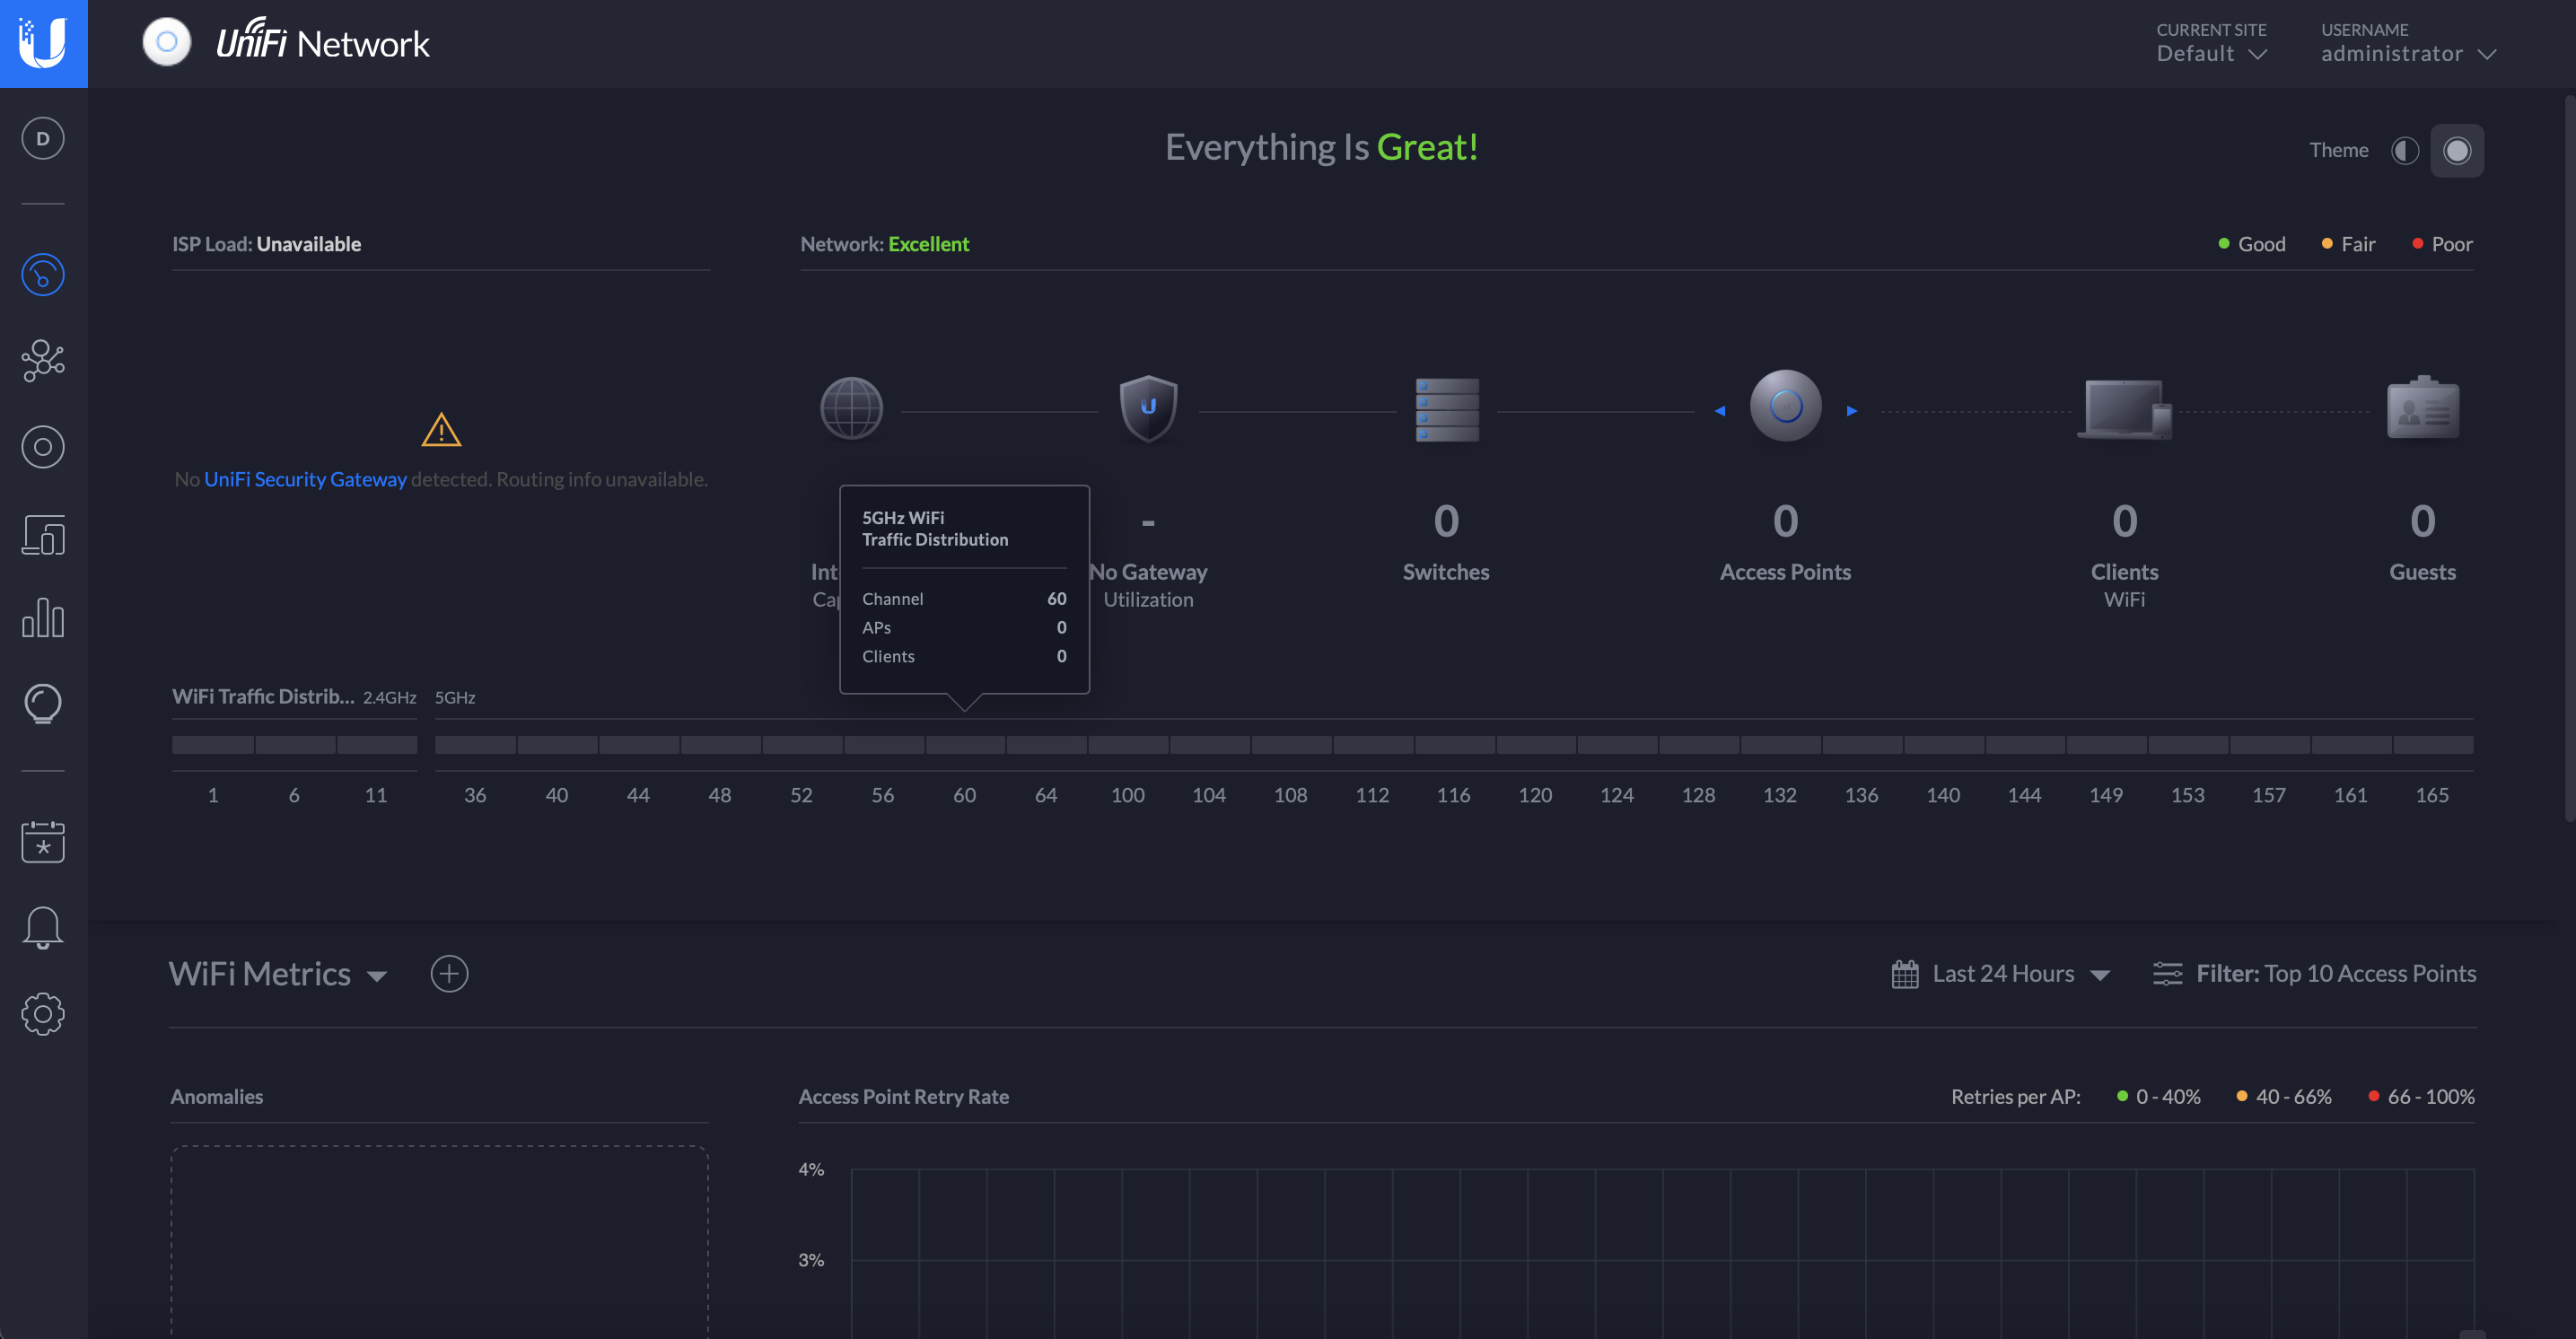 UniFi Network
CURRENT SITE
Default
USERNAME
administrator
D
Everything Is Great!
Theme
ISP Load: Unavailable
Network: Excellent
Good
Fair
Poor
No UniFi Security Gateway detected. Routing info unavailable.
5GHz WiFi
Traffic Distribution
Channel 60
APs 0
Clients 0
-
No Gateway
Utilization
0
Switches
0
Access Points
0
Clients
WiFi
0
Guests
Int
Cap
WiFi Traffic Distrib... 2.4GHz 5GHz
1 6 11 36 40 44 48 52 56 60 64 100 104 108 112 116 120 124 128 132 136 140 144 149 153 157 161 165
WiFi Metrics
Last 24 Hours
Filter: Top 10 Access Points
Anomalies
Access Point Retry Rate
Retries per AP: 0 - 40% 40 - 66% 66 - 100%
4%
3%